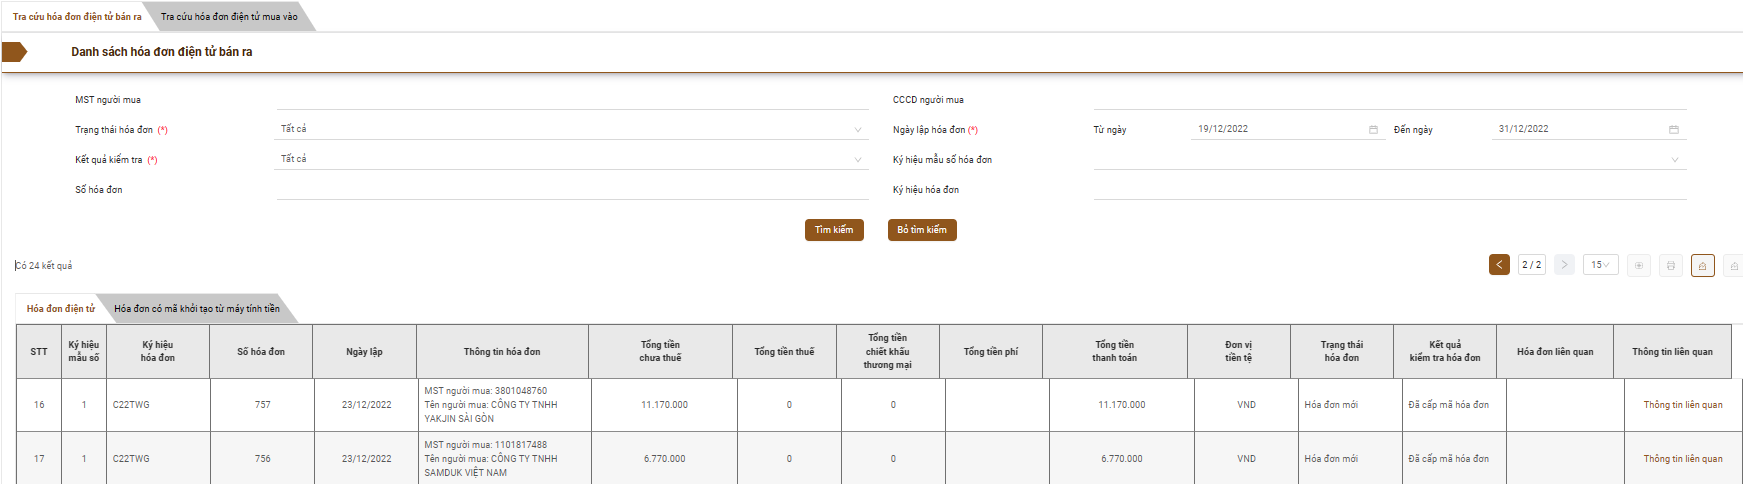 Tra cứu hóa đơn điện tử bán ra
Tra cứu hóa đơn điện tử mua vào
Danh sách hóa đơn điện tử bán ra
MST người mua
CCCD người mua
Trạng thái hóa đơn (*)
Tất cả
Ngày lập hóa đơn (*)
Từ ngày
19/12/2022
Đến ngày
31/12/2022
Kết quả kiểm tra (*)
Tất cả
Ký hiệu mẫu số hóa đơn
Số hóa đơn
Ký hiệu hóa đơn
Tìm kiếm
Bỏ tìm kiếm
Có 24 kết quả
2 / 2
15
Hóa đơn điện tử
Hóa đơn có mã khởi tạo từ máy tính tiền
STT
Ký hiệu
mẫu số
Ký hiệu
hóa đơn
Số hóa đơn
Ngày lập
Thông tin hóa đơn
Tổng tiền
chưa thuế
Tổng tiền thuế
Tổng tiền
chiết khấu
thương mại
Tổng tiền phí
Tổng tiền
thanh toán
Đơn vị
tiền tệ
Trạng thái
hóa đơn
Kết quả
kiểm tra hóa đơn
Hóa đơn liên quan
Thông tin liên quan
16
1
C22TWG
757
23/12/2022
MST người mua: 3801048760
Tên người mua: CÔNG TY TNHH
YAKJIN SÀI GÒN
11.170.000
0
0
11.170.000
VND
Hóa đơn mới
Đã cấp mã hóa đơn
Thông tin liên quan
17
1
C22TWG
756
23/12/2022
MST người mua: 1101817488
Tên người mua: CÔNG TY TNHH
SAMDUK VIỆT NAM
6.770.000
0
0
6.770.000
VND
Hóa đơn mới
Đã cấp mã hóa đơn
Thông tin liên quan